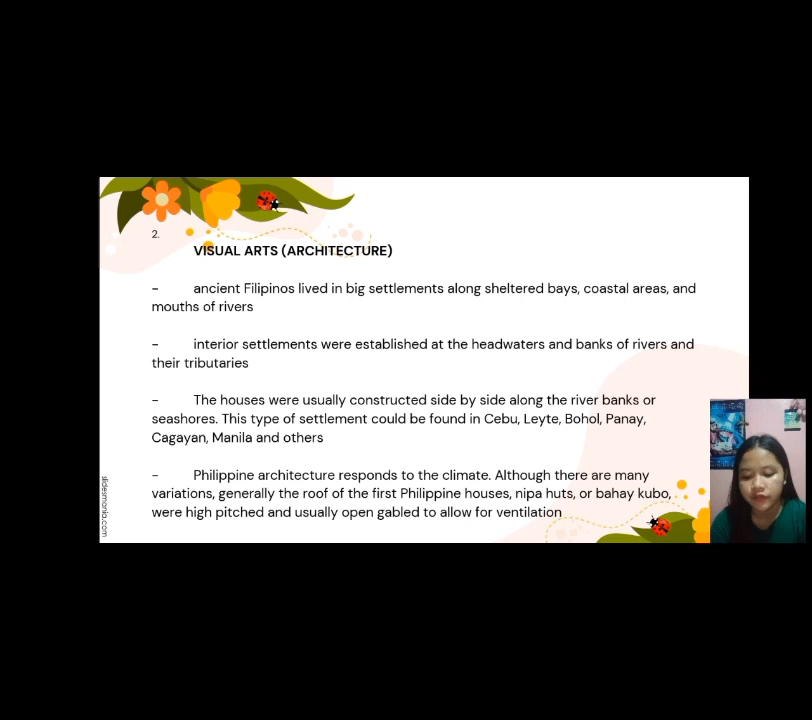 2.
VISUAL ARTS (ARCHITECTURE)
- ancient Filipinos lived in big settlements along sheltered bays, coastal areas, and
mouths of rivers
- interior settlements were established at the headwaters and banks of rivers and
their tributaries
- The houses were usually constructed side by side along the river banks or
seashores. This type of settlement could be found in Cebu, Leyte, Bohol, Panay,
Cagayan, Manila and others
- Philippine architecture responds to the climate. Although there are many
variations, generally the roof of the first Philippine houses, nipa huts, or bahay kubo,
were high pitched and usually open gabled to allow for ventilation
slidesmania.com